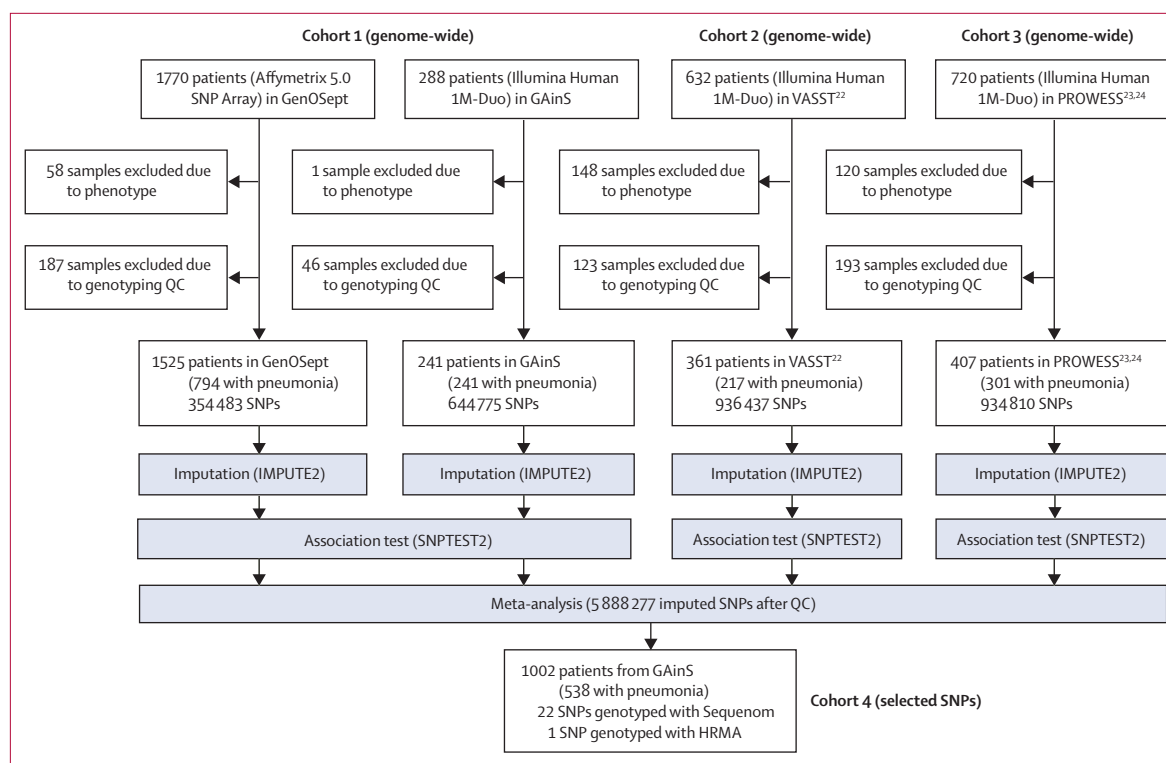 Cohort 1 (genome-wide)
Cohort 2 (genome-wide)
Cohort 3 (genome-wide)
1770 patients (Affymetrix 5.0
SNP Array) in GenOSept
288 patients (Illumina Human
1M-Duo) in GAinS
632 patients (Illumina Human
1M-Duo) in VASST22
720 patients (Illumina Human
1M-Duo) in PROWESS23,24
58 samples excluded due
to phenotype
1 sample excluded due
to phenotype
148 samples excluded due
to phenotype
120 samples excluded due
to phenotype
187 samples excluded due
to genotyping QC
46 samples excluded due
to genotyping QC
123 samples excluded due
to genotyping QC
193 samples excluded due
to genotyping QC
1525 patients in GenOSept
(794 with pneumonia)
354 483 SNPs
241 patients in GAinS
(241 with pneumonia)
644 775 SNPs
361 patients in VASST22
(217 with pneumonia)
936 437 SNPs
407 patients in PROWESS23,24
(301 with pneumonia)
934 810 SNPs
Imputation (IMPUTE2)
Imputation (IMPUTE2)
Imputation (IMPUTE2)
Imputation (IMPUTE2)
Association test (SNPTEST2)
Association test (SNPTEST2)
Association test (SNPTEST2)
Meta-analysis (5 888 277 imputed SNPs after QC)
1002 patients from GAinS
(538 with pneumonia)
22 SNPs genotyped with Sequenom
1 SNP genotyped with HRMA
Cohort 4 (selected SNPs)